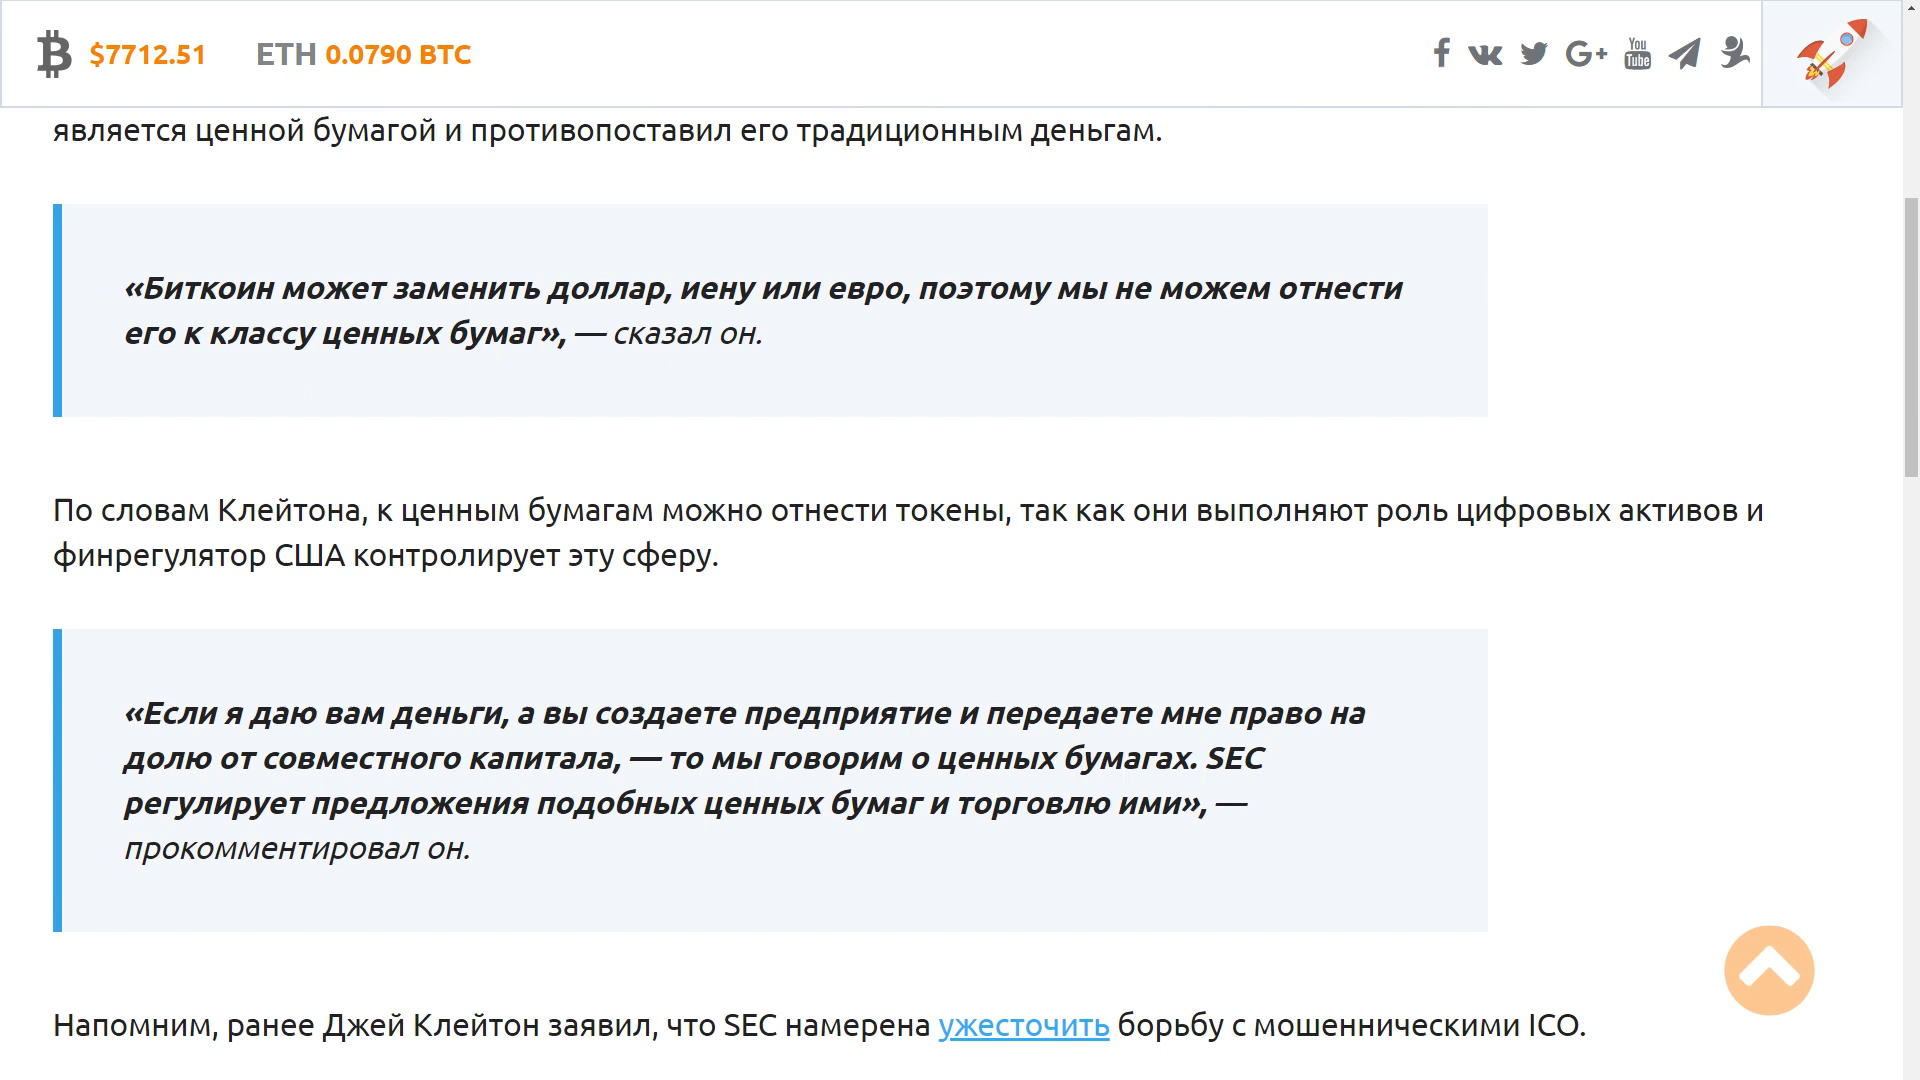 $7712.51 ETH 0.0790 BTC
You
Tube
является ценной бумагой и противопоставил его традиционным деньгам.
«Биткоин может заменить доллар, иену или евро, поэтому мы не можем отнести
его к классу ценных бумаг», — сказал он.
По словам Клейтона, к ценным бумагам можно отнести токены, так как они выполняют роль цифровых активов и
финрегулятор США контролирует эту сферу.
«Если я даю вам деньги, а вы создаете предприятие и передаете мне право на
долю от совместного капитала, — то мы говорим о ценных бумагах. SEC
регулирует предложения подобных ценных бумаг и торговлю ими», —
прокомментировал он.
Напомним, ранее Джей Клейтон заявил, что SEC намерена ужесточить борьбу с мошенническими ICO.